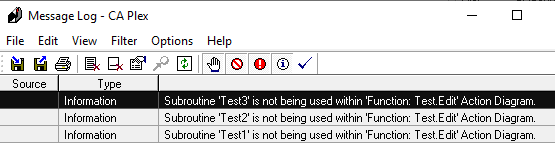 Message Log - CA Plex
File Edit View Filter Options Help
Source Type
Information Subroutine 'Test3' is not being used within 'Function: Test.Edit' Action Diagram.
Information Subroutine 'Test2' is not being used within 'Function: Test.Edit' Action Diagram.
Information Subroutine 'Test1' is not being used within 'Function: Test.Edit' Action Diagram.